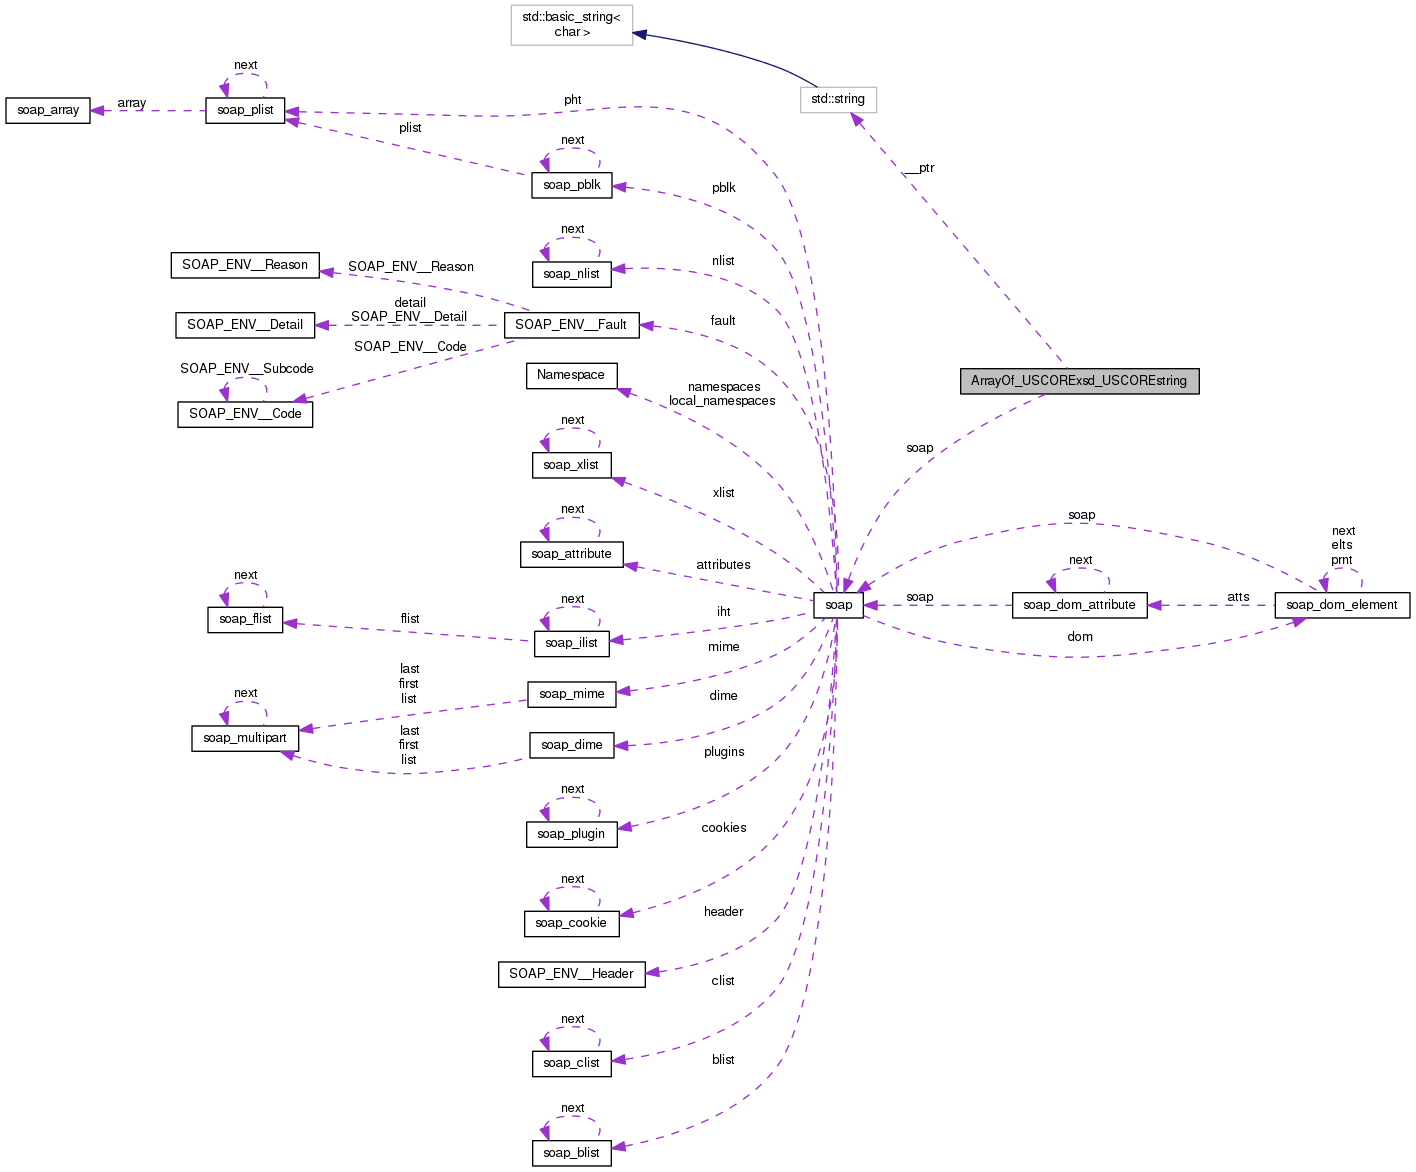 std::basic_string<
char >
next
std::string
soap_array
array
soap_plist
pht
plist
next
__ptr
soap_pblk
pblk
next
nlist
soap_nlist
SOAP_ENV__Reason
SOAP_ENV__Reason
detail
SOAP_ENV__Detail
SOAP_ENV__Detail
SOAP_ENV__Fault
fault
SOAP_ENV__Code
SOAP_ENV__Subcode
SOAP_ENV__Code
Namespace
namespaces
local_namespaces
ArrayOf_USCORExsd_USCOREstring
next
soap_xlist
xlist
soap
next
soap_attribute
attributes
soap
next
elts
prnt
next
next
next
soap_flist
flist
soap_ilist
iht
soap
soap
soap_dom_attribute
atts
soap_dom_element
dom
mime
last
first
list
next
soap_mime
dime
soap_multipart
last
first
list
soap_dime
plugins
next
soap_plugin
cookies
next
soap_cookie
header
SOAP_ENV__Header
clist
next
soap_clist
blist
next
soap_blist